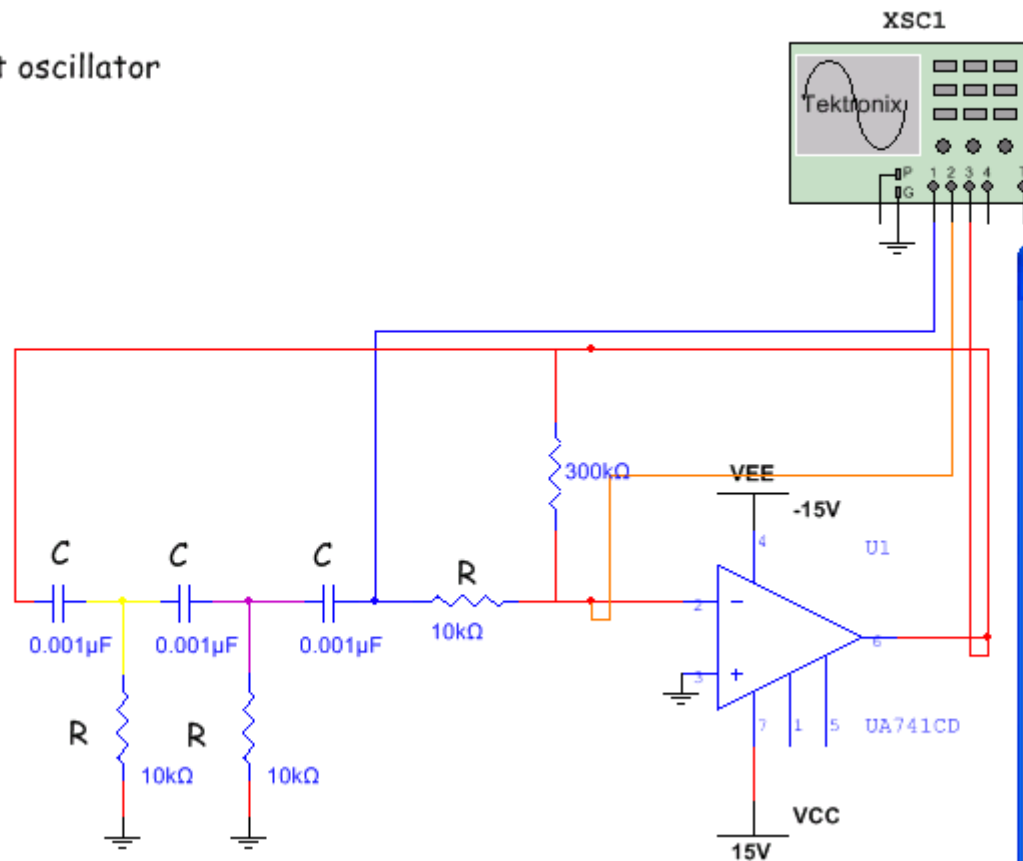 XSC1
t oscillator
Tektronix
P 1 2 3 4 T
G
300kΩ
VEE
-15V
4
U1
C C C
R
2
0.001µF 0.001µF 0.001µF
10kΩ
6
3
R R
7 1 5
UA741CD
10kΩ 10kΩ
VCC
15V